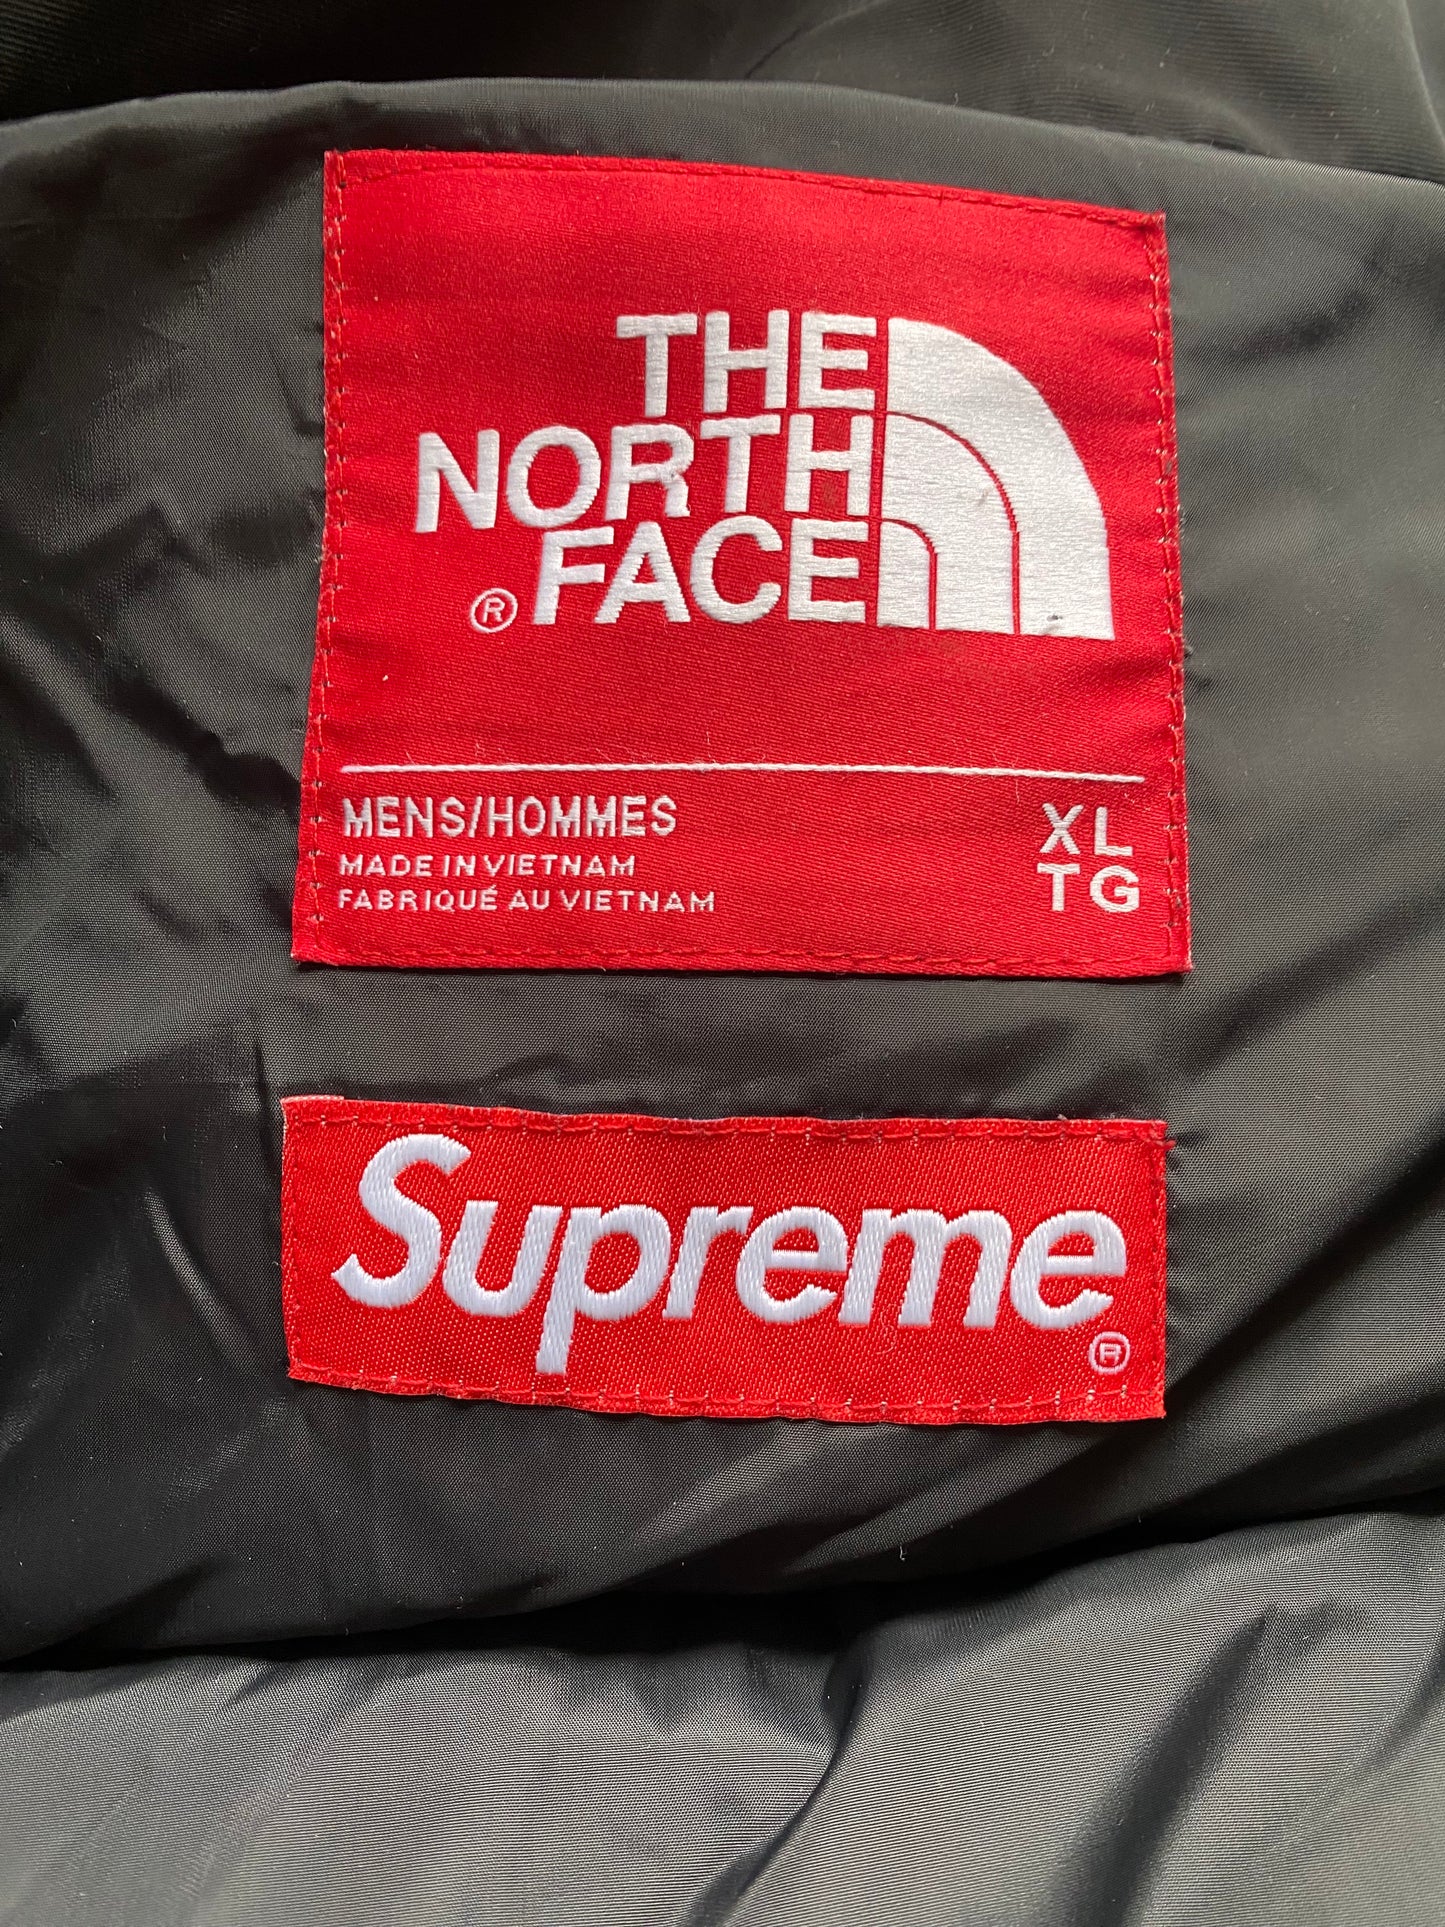 THE
NORTH
® FACE
MENS/HOMMES
MADE IN VIETNAM
FABRIQUÉ AU VIETNAM
XL
TG
Supreme
®